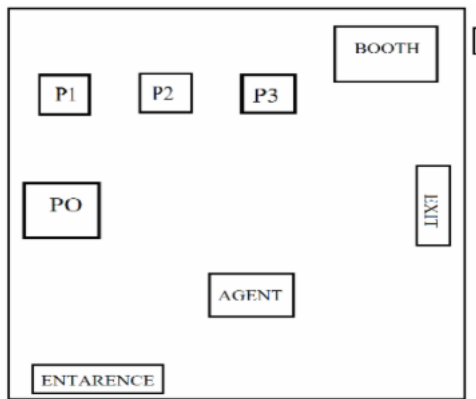 BOOTH
P1 P2 P3
PO
EXIT
AGENT
ENTARENCE